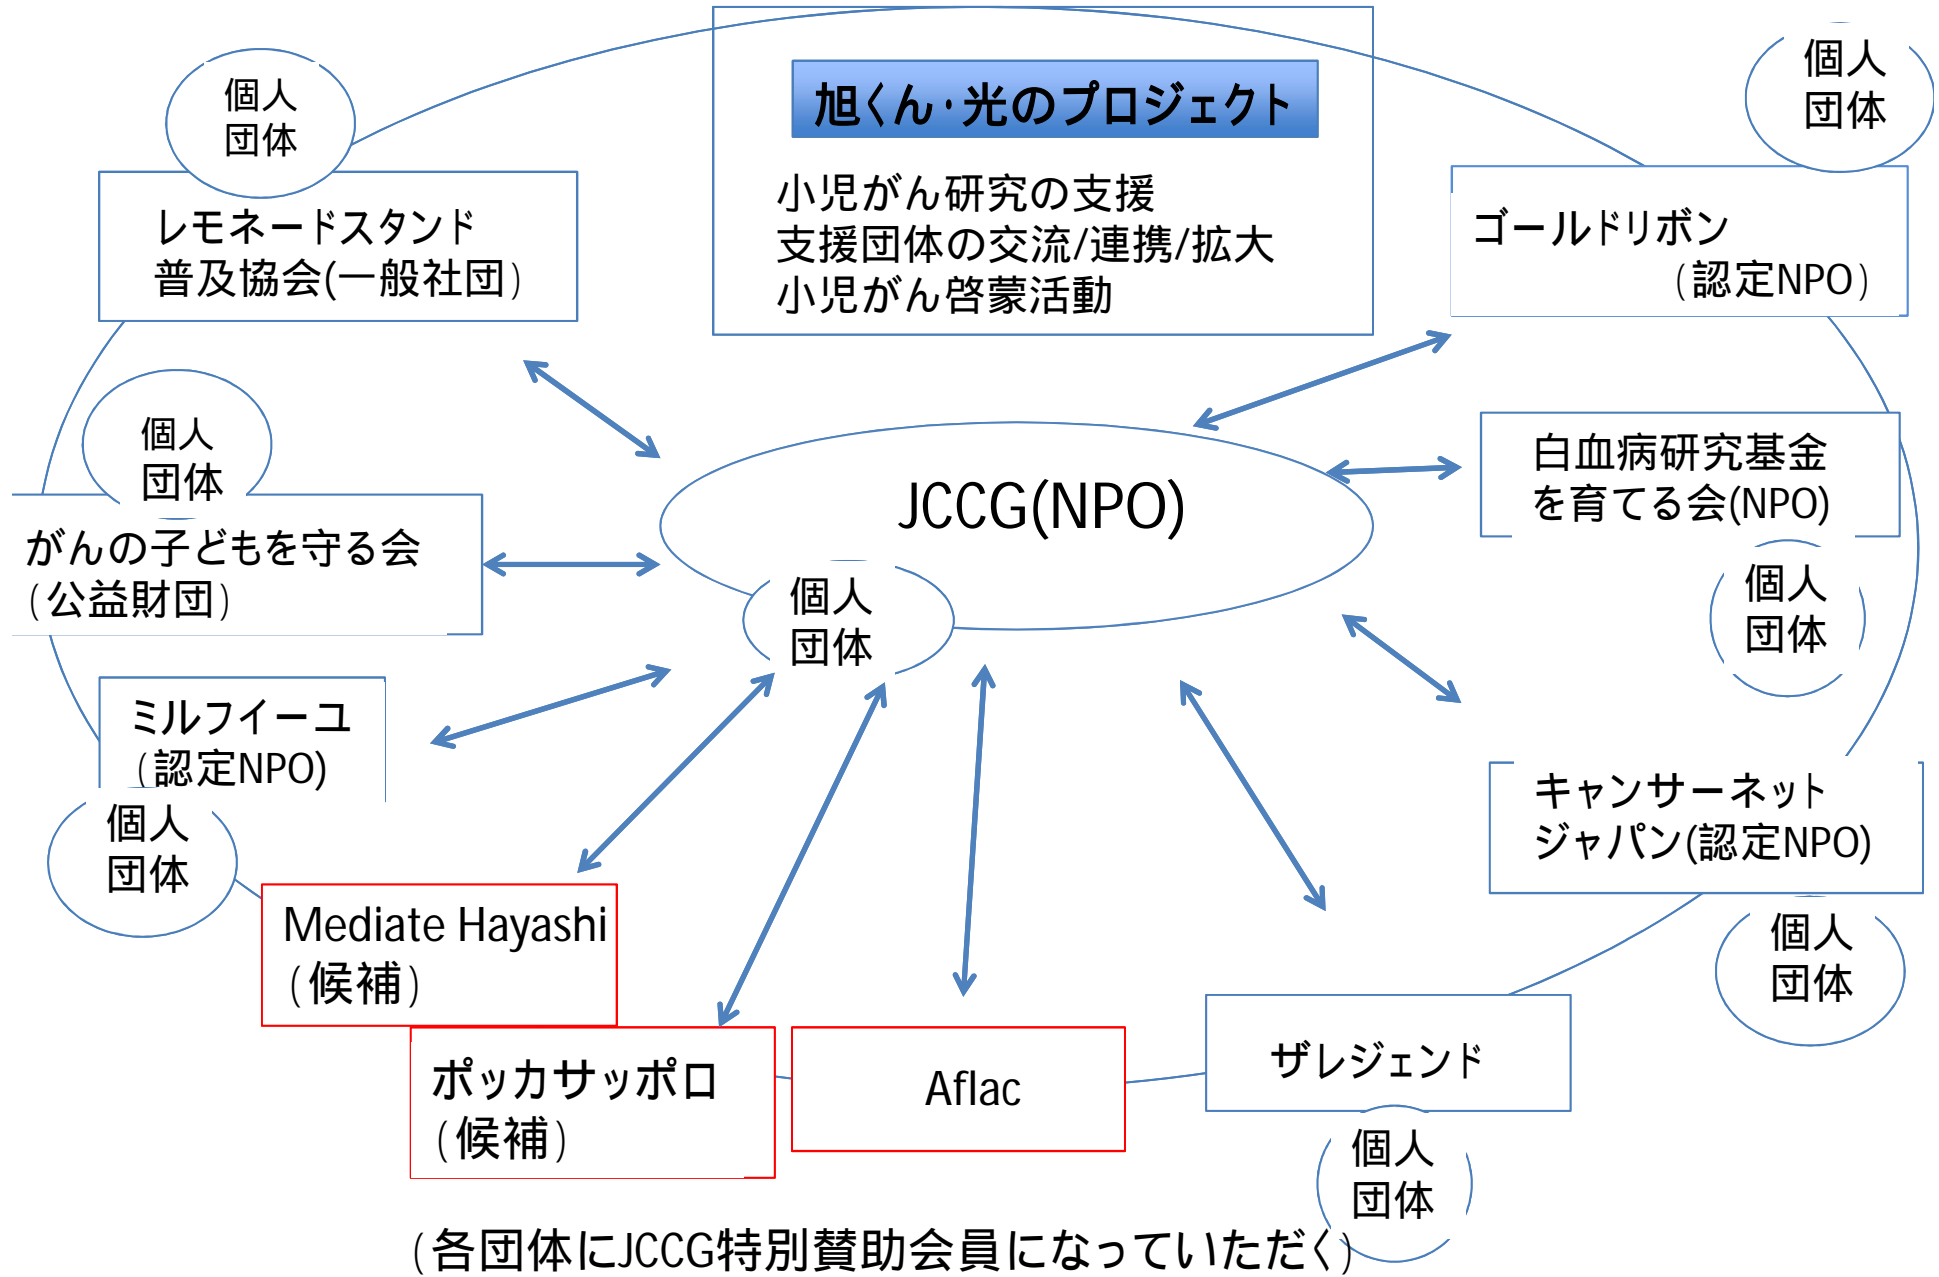 旭くん・光のプロジェクト
小児がん研究の支援
支援団体の交流/連携/拡大
小児がん啓蒙活動
個人
団体
レモネードスタンド
普及協会(一般社団)
個人
団体
ゴールドリボン
(認定NPO)
個人
団体
がんの子どもを守る会
(公益財団)
JCCG(NPO)
個人
団体
白血病研究基金
を育てる会(NPO)
個人
団体
ミルフイーユ
(認定NPO)
個人
団体
キャンサーネット
ジャパン(認定NPO)
個人
団体
Mediate Hayashi
(候補)
ポッカサッポロ
(候補)
Aflac
ザレジェンド
個人
団体
(各団体にJCCG特別賛助会員になっていただく)